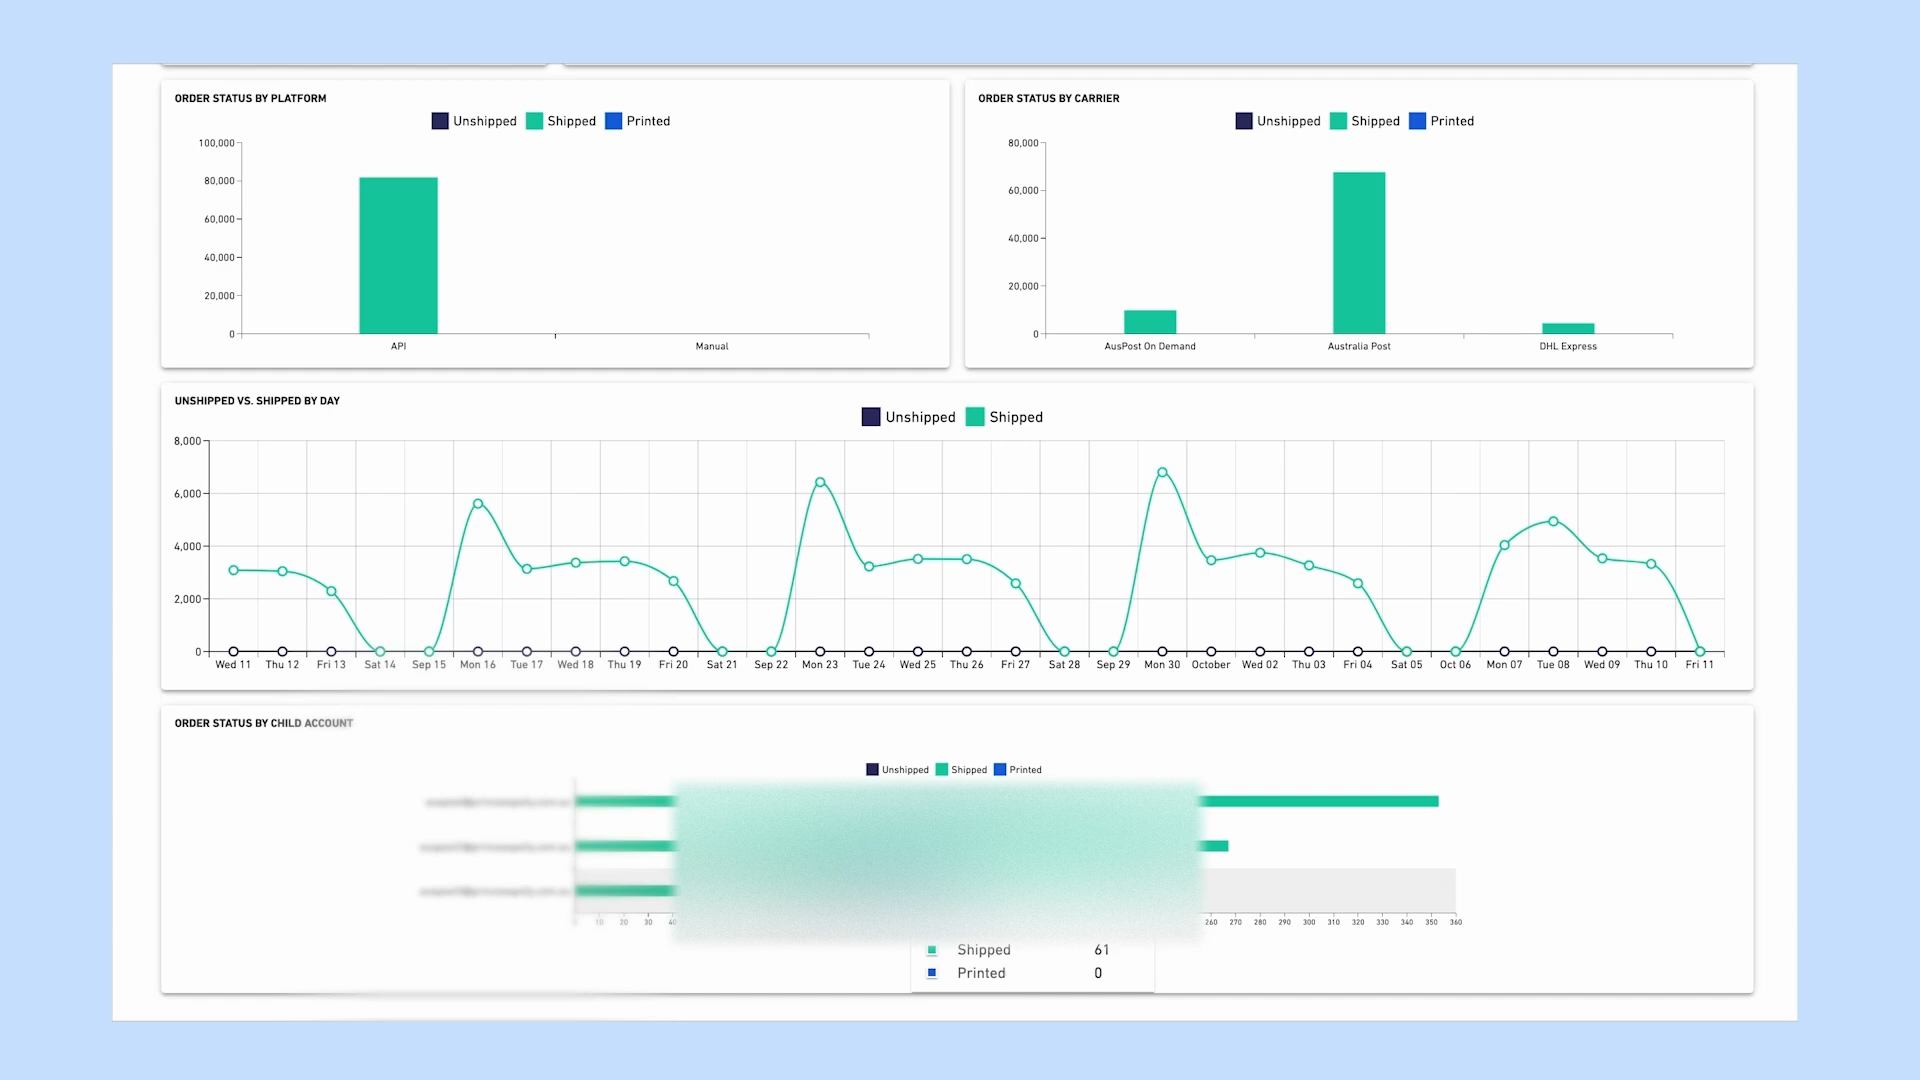 ORDER STATUS BY PLATFORM
Unshipped Shipped Printed
100,000
80,000
60,000
40,000
20,000
0
API Manual
ORDER STATUS BY CARRIER
Unshipped Shipped Printed
80,000
60,000
40,000
20,000
0
AusPost On Demand Australia Post DHL Express
UNSHIPPED VS. SHIPPED BY DAY
Unshipped Shipped
8,000
6,000
4,000
2,000
0
Wed 11 Thu 12 Fri 13 Sat 14 Sep 15 Mon 16 Tue 17 Wed 18 Thu 19 Fri 20 Sat 21 Sep 22 Mon 23 Tue 24 Wed 25 Thu 26 Fri 27 Sat 28 Sep 29 Mon 30 October Wed 02 Thu 03 Fri 04 Sat 05 Oct 06 Mon 07 Tue 08 Wed 09 Thu 10 Fri 11
ORDER STATUS BY CHILD ACCOUNT
Unshipped Shipped Printed
10 20 30 40 260 270 280 290 300 310 320 330 340 350 360
Shipped 61
Printed 0